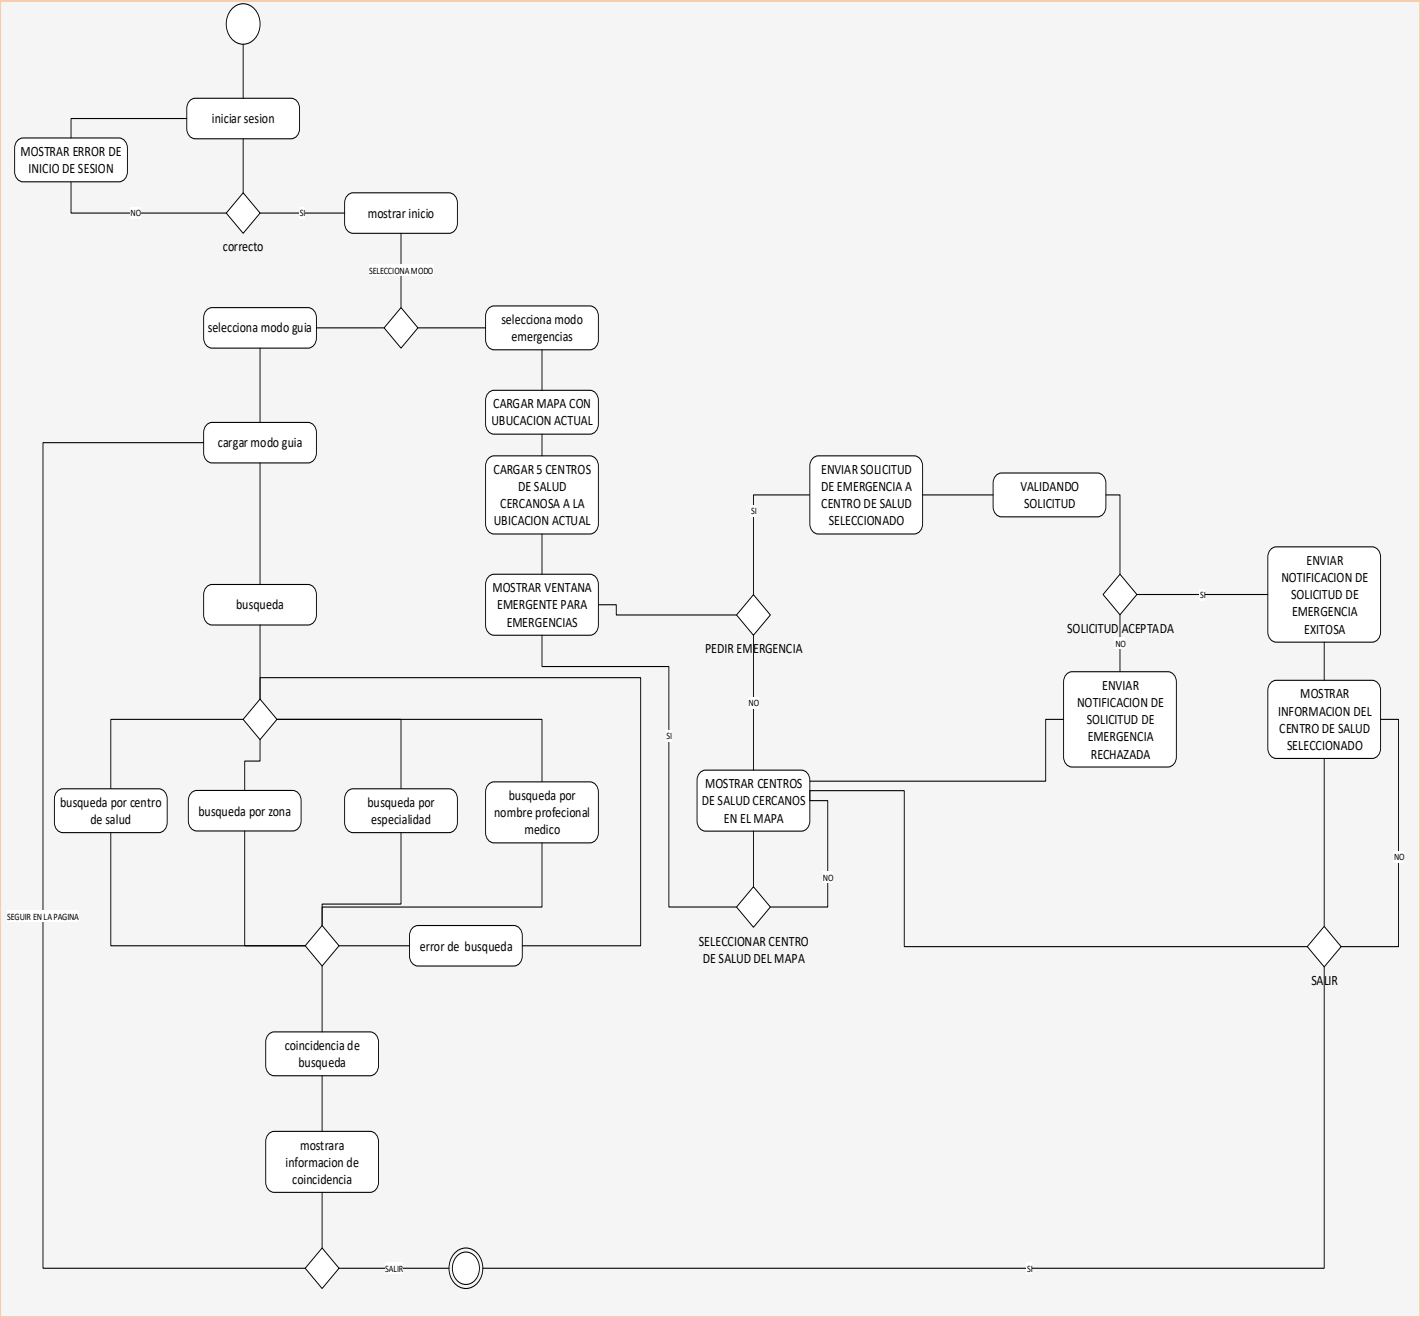 iniciar sesion
MOSTRAR ERROR DE
INICIO DE SESION
NO
SI
mostrar inicio
correcto
SELECCIONA MODO
selecciona modo guia
selecciona modo
emergencias
CARGAR MAPA CON
UBUCACION ACTUAL
cargar modo guia
CARGAR 5 CENTROS
DE SALUD
CERCANOSA A LA
UBICACION ACTUAL
ENVIAR SOLICITUD
DE EMERGENCIA A
CENTRO DE SALUD
SELECCIONADO
VALIDANDO
SOLICITUD
SI
MOSTRAR VENTANA
EMERGENTE PARA
EMERGENCIAS
busqueda
PEDIR EMERGENCIA
SOLICITUD ACEPTADA
SI
NO
ENVIAR
NOTIFICACION DE
SOLICITUD DE
EMERGENCIA
EXITOSA
ENVIAR
NOTIFICACION DE
SOLICITUD DE
EMERGENCIA
RECHAZADA
MOSTRAR
INFORMACION DEL
CENTRO DE SALUD
SELECCIONADO
NO
SI
MOSTRAR CENTROS
DE SALUD CERCANOS
EN EL MAPA
busqueda por centro
de salud
busqueda por zona
busqueda por
especialidad
busqueda por
nombre profecional
medico
NO
NO
SEGUIR EN LA PAGINA
error de busqueda
SELECCIONAR CENTRO
DE SALUD DEL MAPA
SALIR
coincidencia de
busqueda
mostrara
informacion de
coincidencia
SALIR
SI